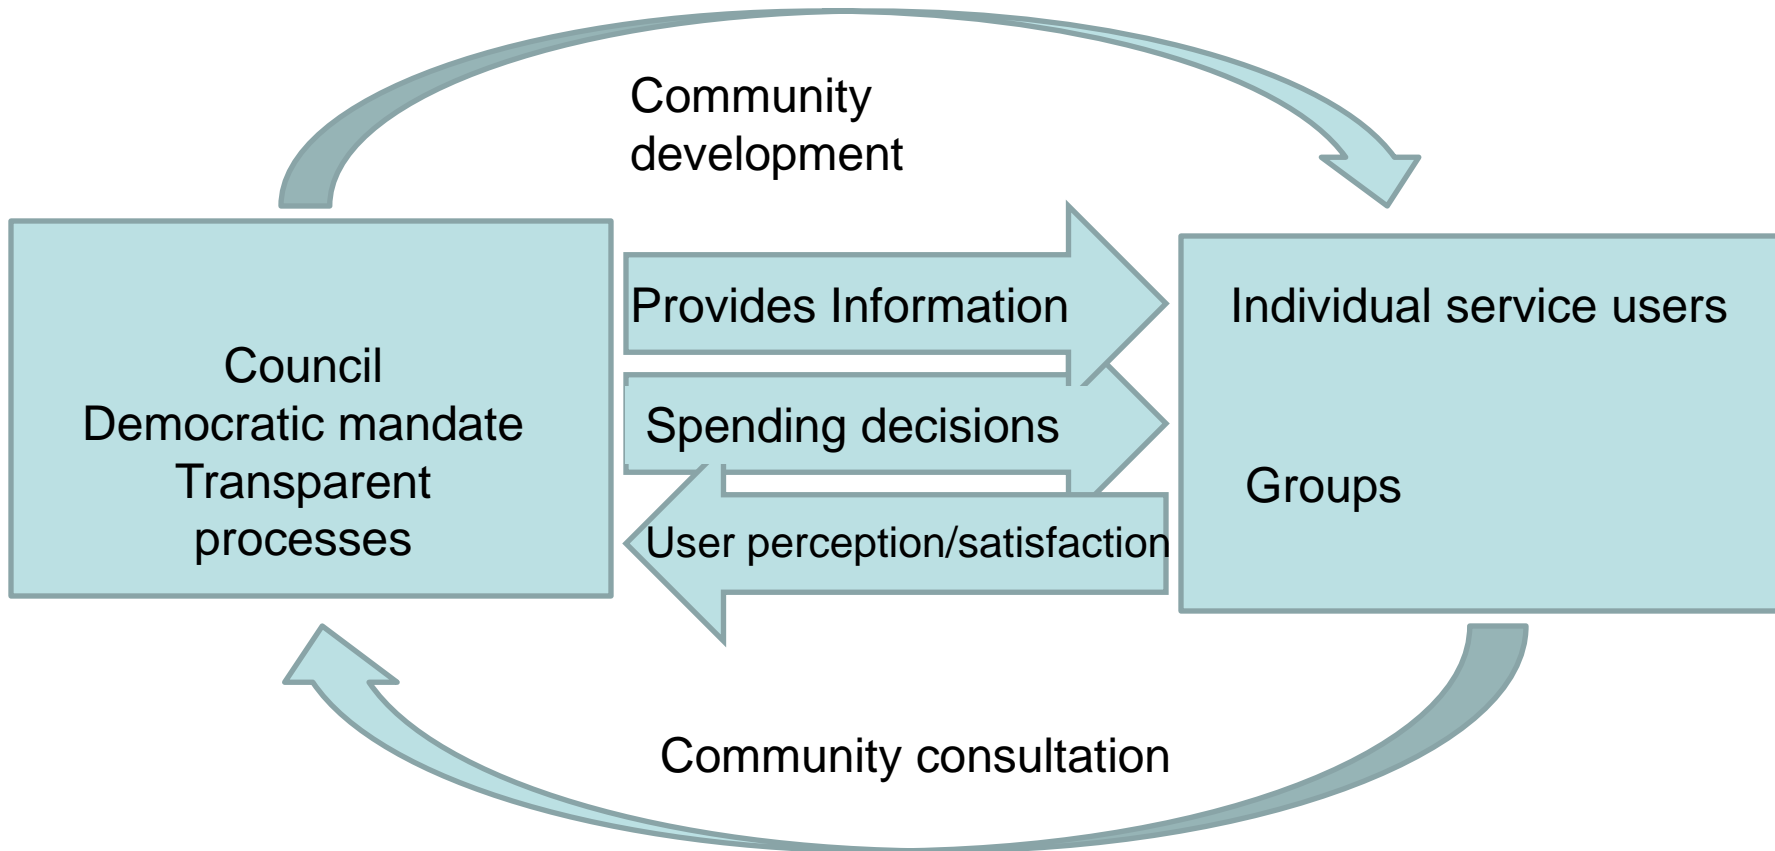 Community
development
Council
Democratic mandate
Transparent
processes
Provides Information
Spending decisions
User perception/satisfaction
Individual service users
Groups
Community consultation